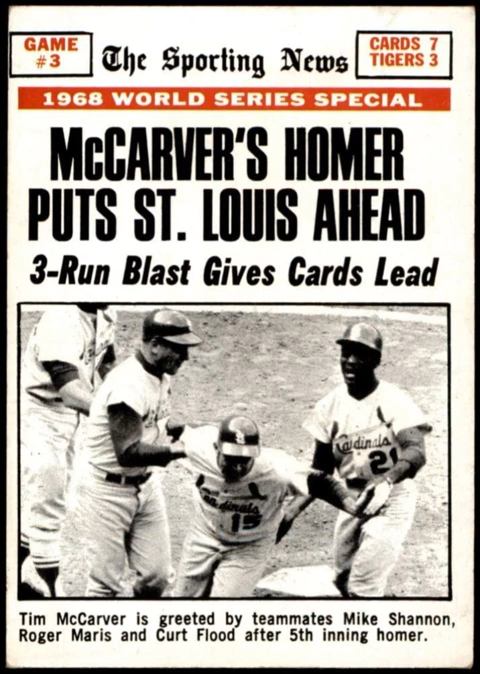 GAME
#3
The Sporting News
CARDS 7
TIGERS 3
1968 WORLD SERIES SPECIAL
McCARVER'S HOMER
PUTS ST. LOUIS AHEAD
3-Run Blast Gives Cards Lead
Cardinals
15
Cardinals
21
Tim McCarver is greeted by teammates Mike Shannon,
Roger Maris and Curt Flood after 5th inning homer.